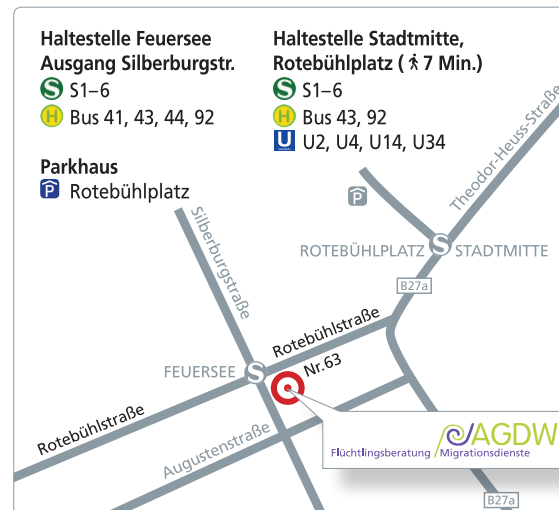 Haltestelle Feuersee
Ausgang Silberburgstr.
S S1–6
H Bus 41, 43, 44, 92
Parkhaus
P Rotebühlplatz
Haltestelle Stadtmitte,
Rotebühlplatz ( 7 Min.)
S S1–6
H Bus 43, 92
U U2, U4, U14, U34
Theodor-Heuss-Straße
P
Silberburgstraße
ROTEBÜHLPLATZ S STADTMITTE
B27a
Rotebühlstraße
Nr.63
FEUERSEE S
Rotebühlstraße
Augustenstraße
AGDW
Flüchtlingsberatung / Migrationsdienste
B27a